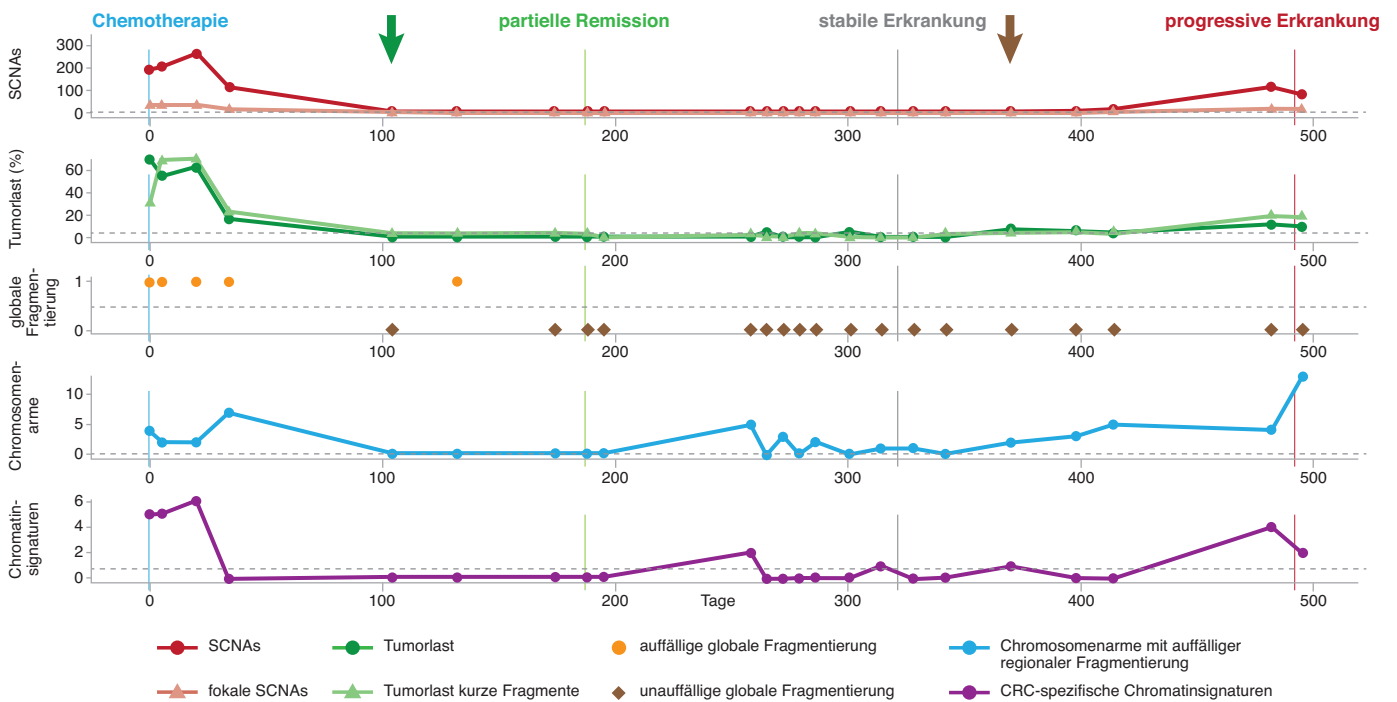 Chemotherapie
partielle Remission
stabile Erkrankung
progressive Erkrankung
SCNAs
300
200
100
0
0
100
200
300
400
500
Tumorlast (%)
60
40
20
0
0
100
200
300
400
500
globale
Fragmen-
tierung
1
0
0
100
200
300
400
500
Chromosomen-
arme
10
5
0
0
100
200
300
400
500
Chromatin-
signaturen
6
4
2
0
0
100
200
Tage
300
400
500
SCNAs
Tumorlast
auffällige globale Fragmentierung
Chromosomenarme mit auffälliger
regionaler Fragmentierung
fokale SCNAs
Tumorlast kurze Fragmente
unauffällige globale Fragmentierung
CRC-spezifische Chromatinsignaturen